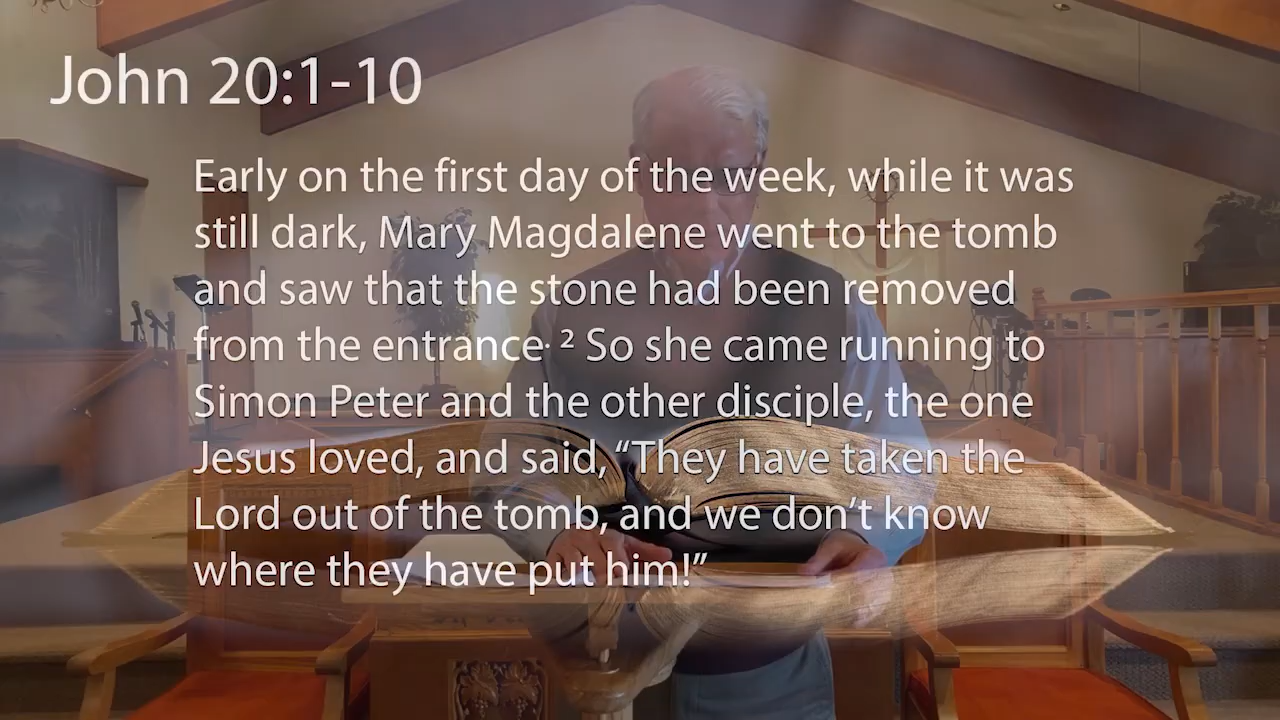 John 20:1-10
Early on the first day of the week, while it was
still dark, Mary Magdalene went to the tomb
and saw that the stone had been removed
from the entrance. ² So she came running to
Simon Peter and the other disciple, the one
Jesus loved, and said, “They have taken the
Lord out of the tomb, and we don’t know
where they have put him!”